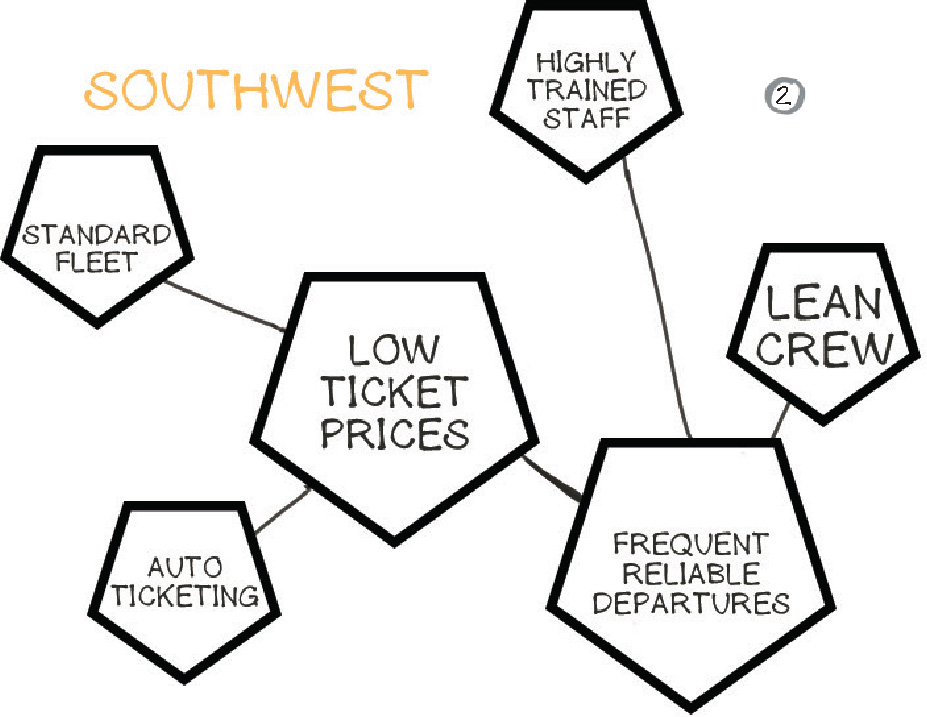 SOUTHWEST
2
HIGHLY
TRAINED
STAFF
STANDARD
FLEET
LEAN
CREW
LOW
TICKET
PRICES
AUTO
TICKETING
FREQUENT
RELIABLE
DEPARTURES